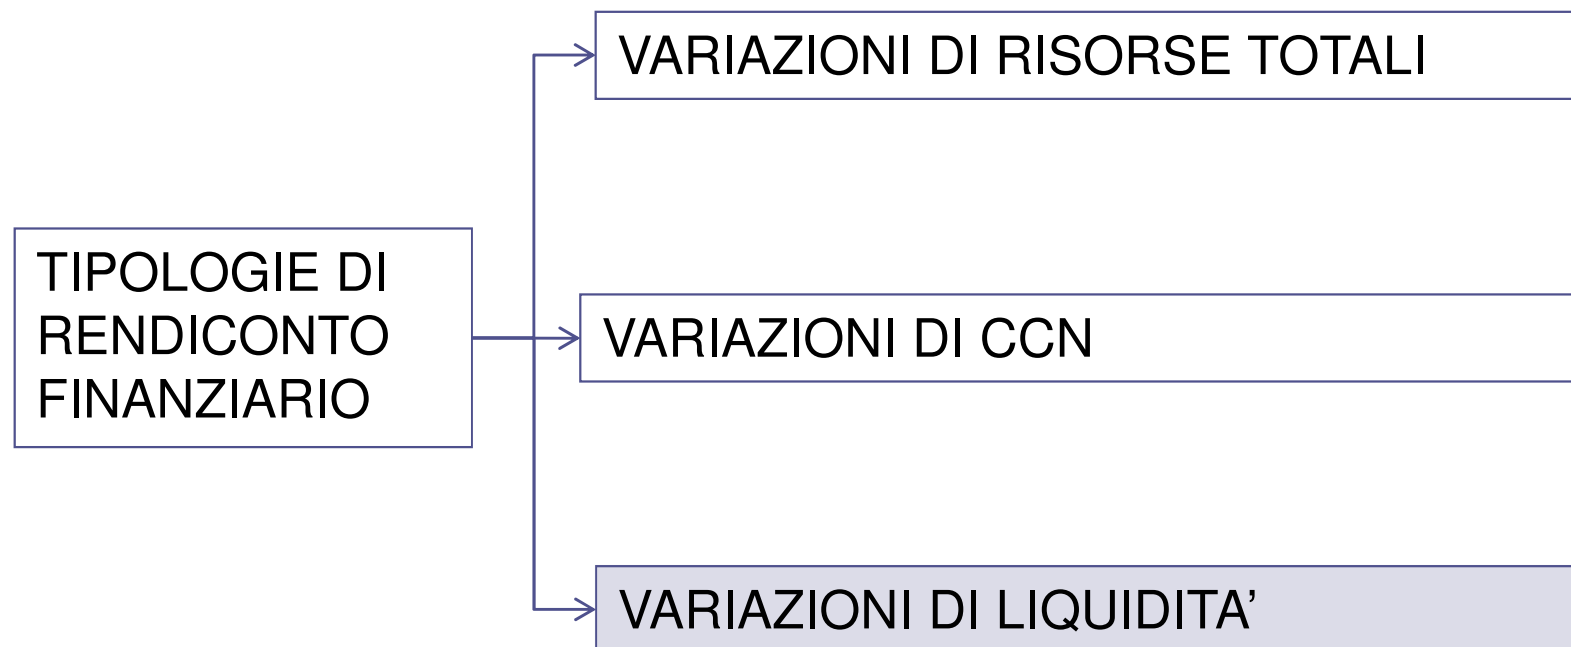 VARIAZIONI DI RISORSE TOTALI
TIPOLOGIE DI
RENDICONTO
FINANZIARIO
VARIAZIONI DI CCN
VARIAZIONI DI LIQUIDITA’